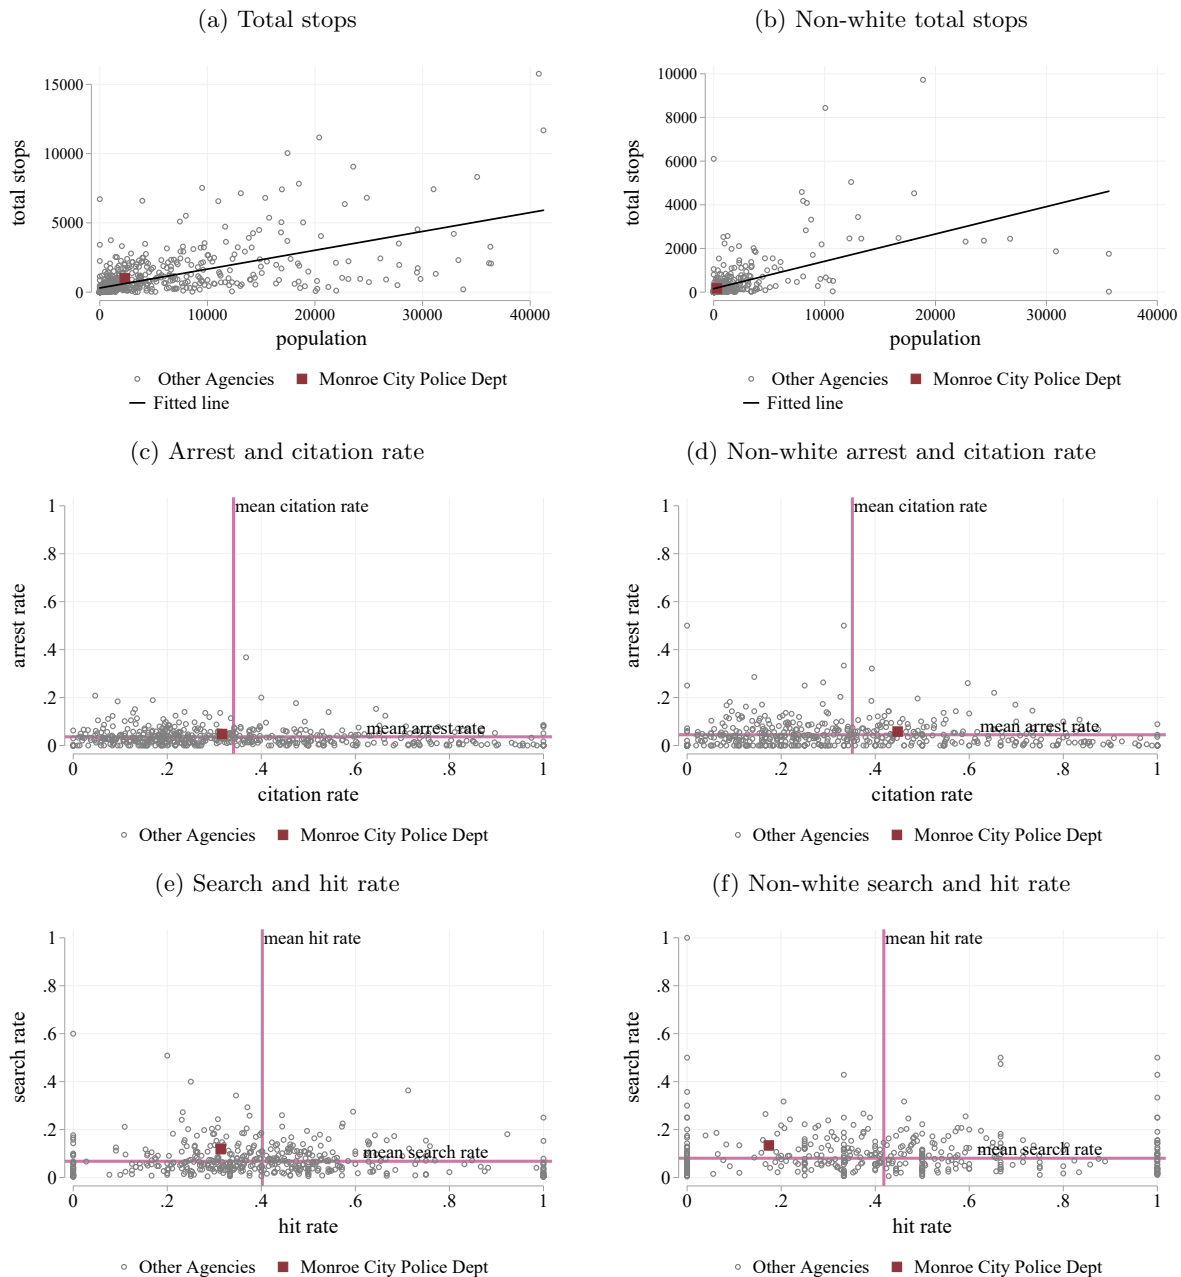 (a) Total stops
(b) Non-white total stops
total stops
15000
10000
5000
0
0 10000 20000 30000 40000
population
Other Agencies Monroe City Police Dept
Fitted line
total stops
10000
8000
6000
4000
2000
0
0 10000 20000 30000 40000
population
Other Agencies Monroe City Police Dept
Fitted line
(c) Arrest and citation rate
(d) Non-white arrest and citation rate
arrest rate
1
.8
.6
.4
.2
0
mean citation rate
mean arrest rate
0 .2 .4 .6 .8 1
citation rate
Other Agencies Monroe City Police Dept
arrest rate
1
.8
.6
.4
.2
0
mean citation rate
mean arrest rate
0 .2 .4 .6 .8 1
citation rate
Other Agencies Monroe City Police Dept
(e) Search and hit rate
(f) Non-white search and hit rate
search rate
1
.8
.6
.4
.2
0
mean hit rate
mean search rate
0 .2 .4 .6 .8 1
hit rate
Other Agencies Monroe City Police Dept
search rate
1
.8
.6
.4
.2
0
mean hit rate
mean search rate
0 .2 .4 .6 .8 1
hit rate
Other Agencies Monroe City Police Dept